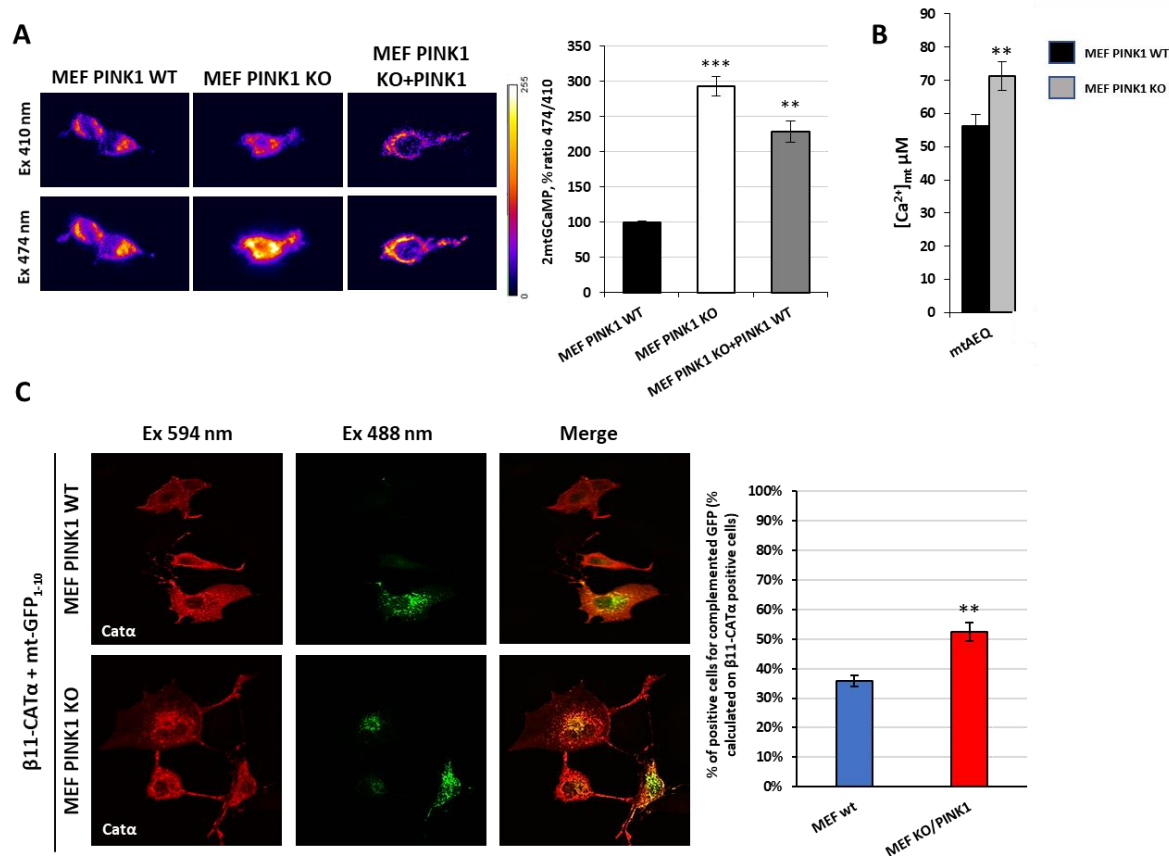 A
MEF PINK1 WT
MEF PINK1 KO
MEF PINK1
KO+PINK1
Ex 410 nm
Ex 474 nm
255
0
2mtGCaMP, % ratio 474/410
350
300
250
200
150
100
50
0
MEF PINK1 WT
MEF PINK1 KO
MEF PINK1 KO+PINK1 WT
***
**
B
[Ca²⁺]mt µM
90
80
70
60
50
40
30
20
10
0
**
mtAEQ
MEF PINK1 WT
MEF PINK1 KO
C
Ex 594 nm
Ex 488 nm
Merge
β11-CATα + mt-GFP₁₋₁₀
MEF PINK1 WT
MEF PINK1 KO
Catα
Catα
% of positive cells for complemented GFP (%
calculated on β11-CATα positive cells)
100%
90%
80%
70%
60%
50%
40%
30%
20%
10%
0%
**
MEF wt
MEF KO/PINK1